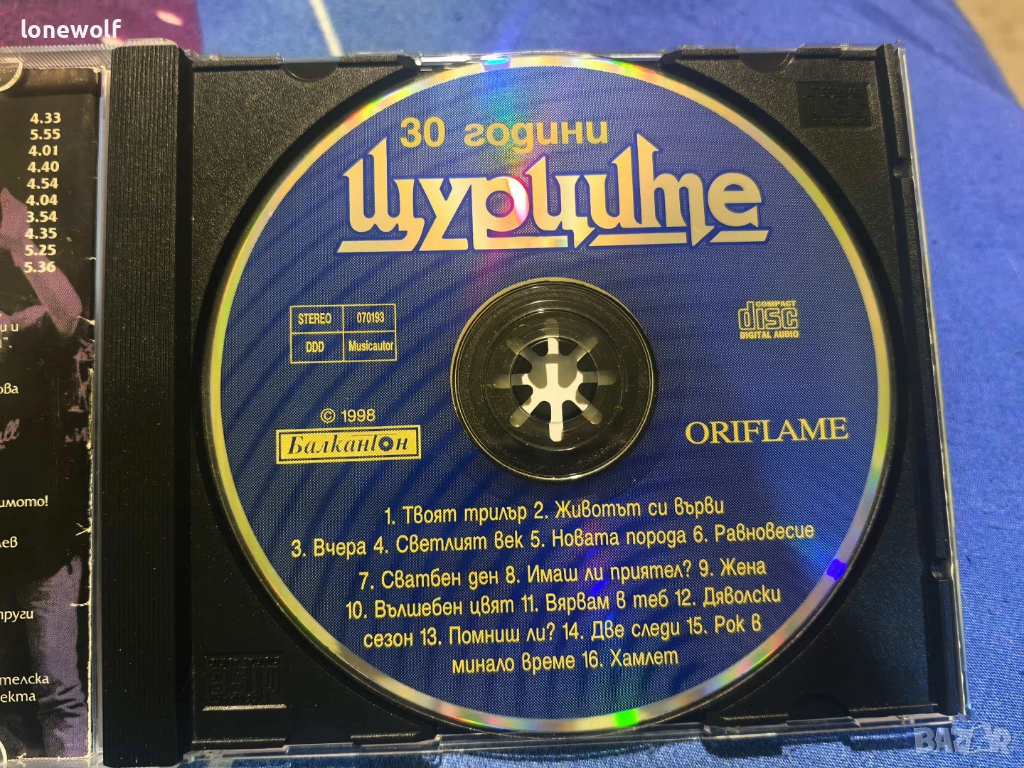 lonewolf
4.33
5.55
4.01
4.40
4.54
4.04
3.54
4.35
5.25
5.36
30 години
Щурците
STEREO 070193
DDD Musicautor
COMPACT
disc
DIGITAL AUDIO
© 1998
Балкантон
ORIFLAME
1. Твоят трилър 2. Животът си върви
3. Вчера 4. Светлият век 5. Новата порода 6. Равновесие
7. Сватбен ден 8. Имаш ли приятел? 9. Жена
10. Вълшебен цвят 11. Вярвам в теб 12. Дяволски
сезон 13. Помниш ли? 14. Две следи 15. Рок в
минало време 16. Хамлет
BAZAR